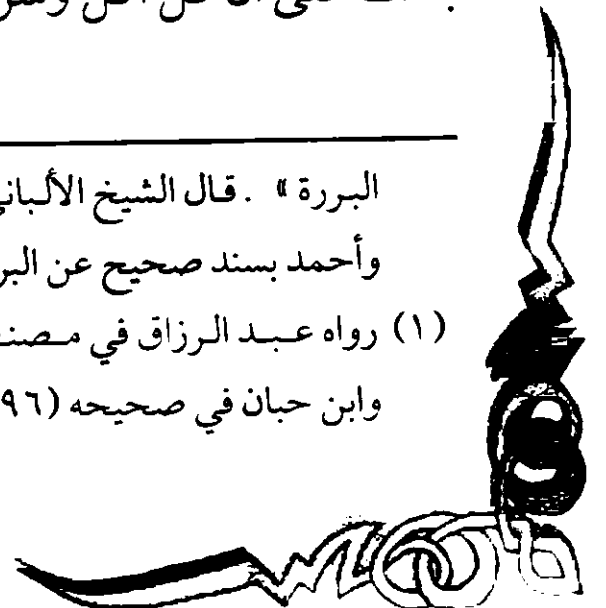 البررة » . قال الشيخ الألباني
وأحمد بسند صحيح عن البر
(١) رواه عبد الرزاق في مصنف
وابن حبان في صحيحه (٩٦